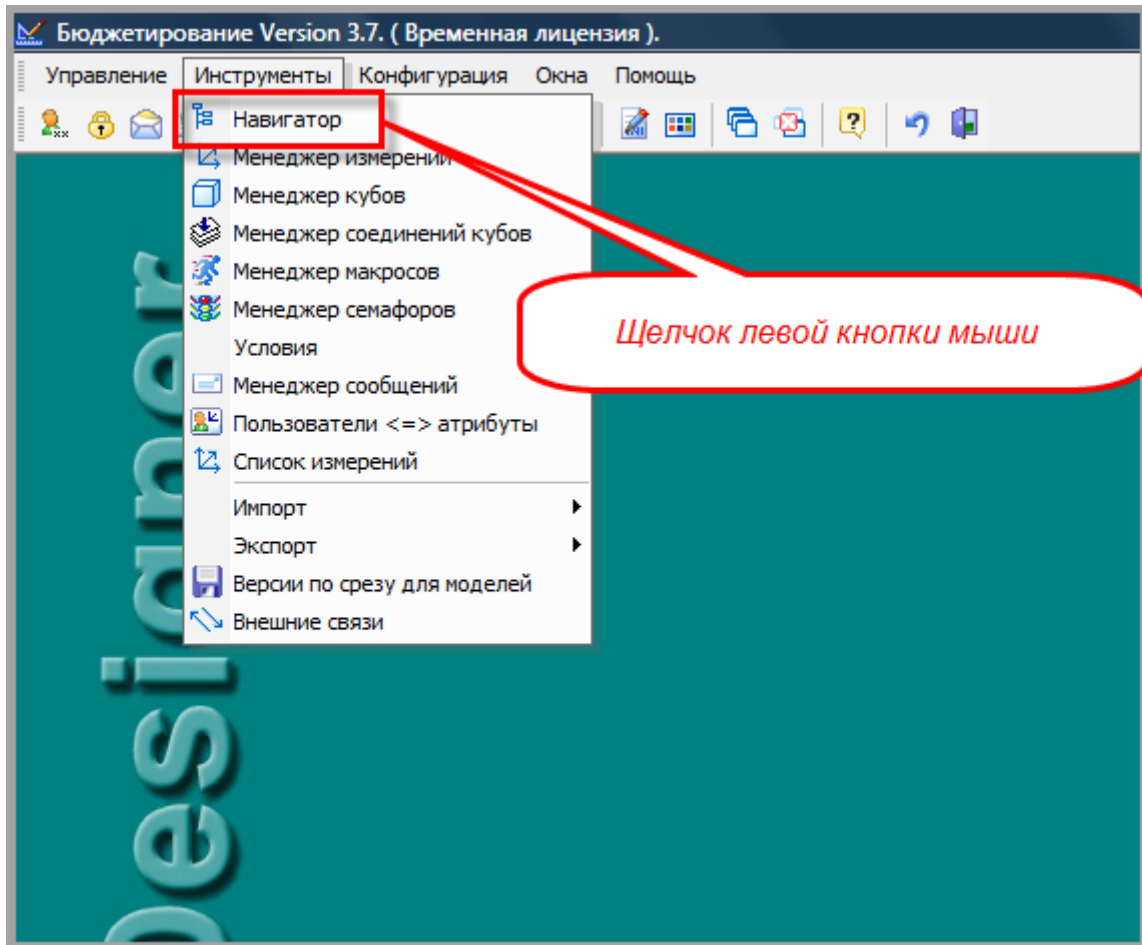 Бюджетирование Version 3.7. ( Временная лицензия ).
Управление Инструменты Конфигурация Окна Помощь
Навигатор
Менеджер измерений
Менеджер кубов
Менеджер соединений кубов
Менеджер макросов
Менеджер семафоров
Условия
Менеджер сообщений
Пользователи <=> атрибуты
Список измерений
Импорт
Экспорт
Версии по срезу для моделей
Внешние связи
Щелчок левой кнопки мыши
Designer